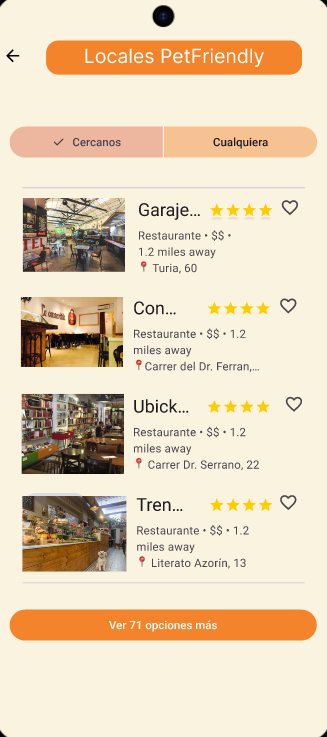 Locales PetFriendly
Cercanos
Cualquiera
Garaje...
Restaurante • $$ •
1.2 miles away
Turia, 60
Con...
Restaurante • $$ • 1.2
miles away
Carrer del Dr. Ferran,...
Ubick...
Restaurante • $$ • 1.2
miles away
Carrer Dr. Serrano, 22
Tren...
Restaurante • $$ • 1.2
miles away
Literato Azorín, 13
Ver 71 opciones más